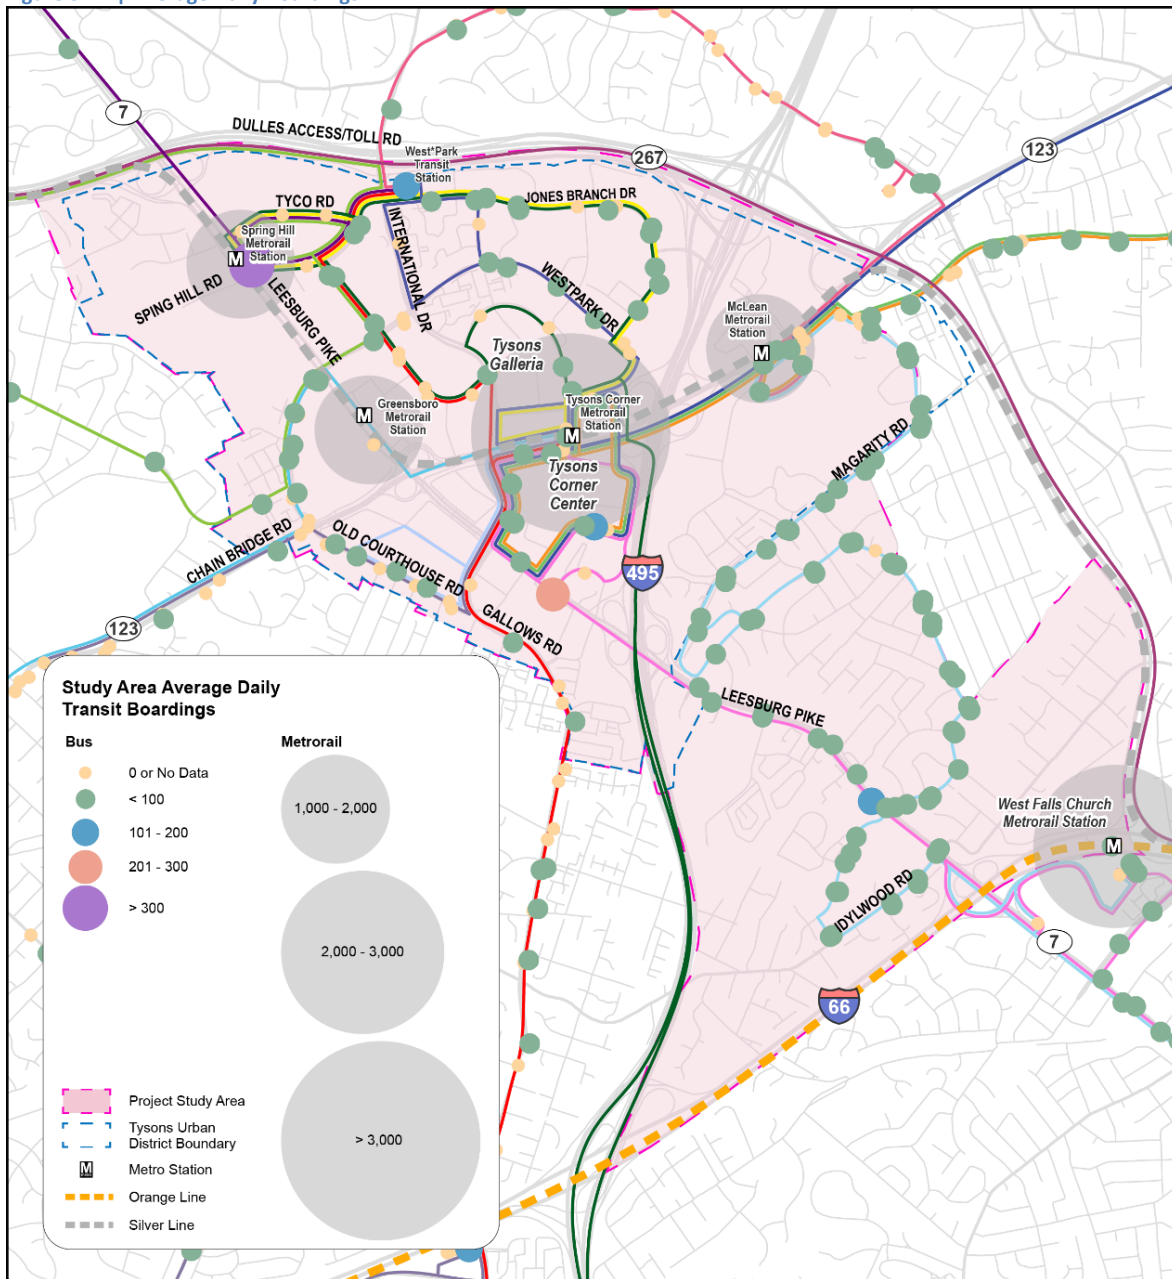 7
DULLES ACCESS/TOLL RD
West*Park
Transit
Station
267
123
TYCO RD
JONES BRANCH DR
INTERNATIONAL DR
Spring Hill
Metrorail
Station
M
SPING HILL RD
LEESBURG PIKE
WESTPARK DR
McLean
Metrorail
Station
M
Tysons
Galleria
Greensboro
Metrorail
Station
M
Tysons Corner
Metrorail
Station
M
Tysons
Corner
Center
MAGARITY RD
CHAIN BRIDGE RD
OLD COURTHOUSE RD
495
GALLOWS RD
123
LEESBURG PIKE
West Falls Church
Metrorail Station
M
IDYLWOOD RD
7
66
Study Area Average Daily
Transit Boardings
Bus
Metrorail
0 or No Data
< 100
101 - 200
201 - 300
> 300
1,000 - 2,000
2,000 - 3,000
> 3,000
Project Study Area
Tysons Urban
District Boundary
M
Metro Station
Orange Line
Silver Line